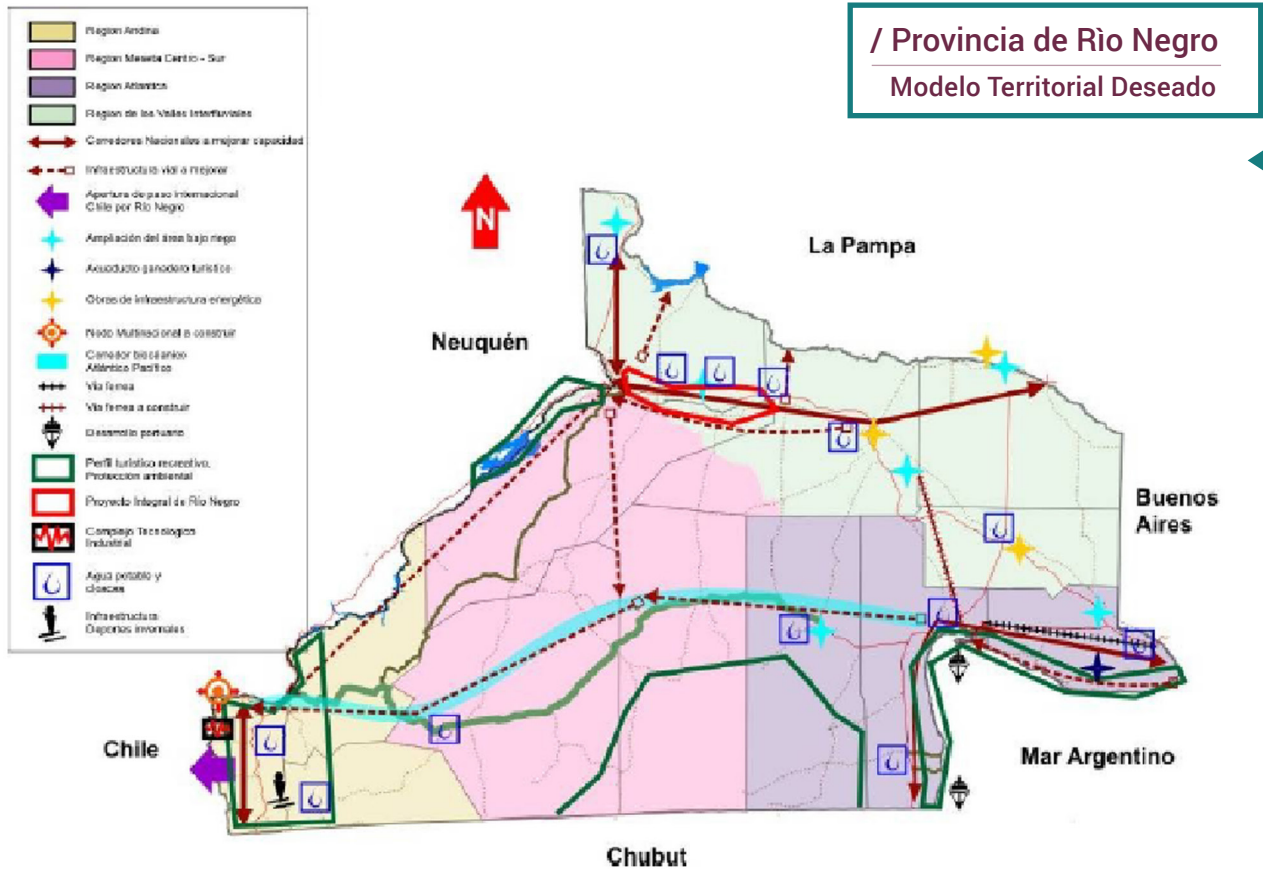 / Provincia de Rìo Negro
Modelo Territorial Deseado
Region Andina
Region Meseta Centro - Sur
Region Atlantica
Region de los Valles Interfluviales
Corredores Nacionales a mejorar capacidad
Infraestructura vial a mejorar
Apertura de paso internacional
Chile por Río Negro
Ampliación del área bajo riego
Acueducto ganadero turístico
Obras de infraestructura energética
Nodo Multinacional a construir
Corredor bioceánico
Atlántico Pacífico
Via ferrea
Via ferrea a construir
Desarrollo portuario
Perfil turístico recreativo.
Protección ambiental
Proyecto Integral de Río Negro
Complejo Tecnologico
Industrial
Agua potable y
cloacas
Infraestructura
Deportes invernales
N
La Pampa
Neuquén
Buenos
Aires
Chile
Mar Argentino
Chubut